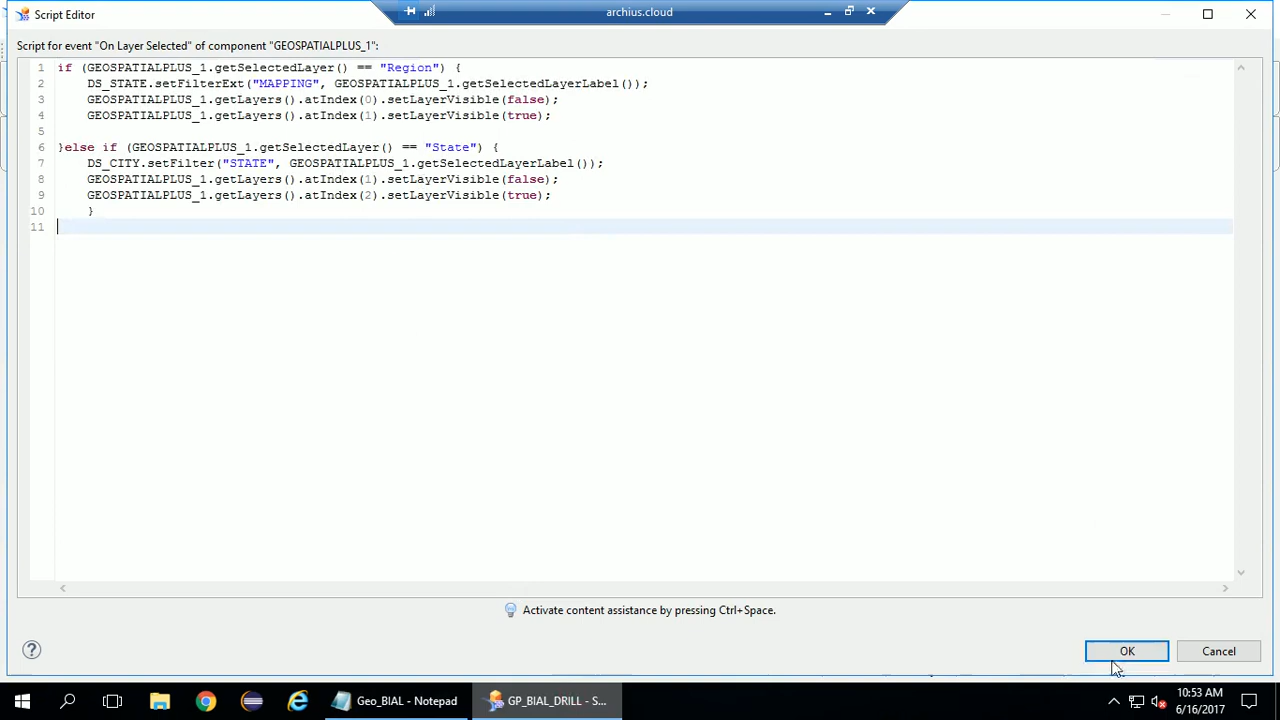 Script Editor
archius.cloud
Script for event "On Layer Selected" of component "GEOSPATIALPLUS_1":
1 if (GEOSPATIALPLUS_1.getSelectedLayer() == "Region") {
2 DS_STATE.setFilterExt("MAPPING", GEOSPATIALPLUS_1.getSelectedLayerLabel());
3 GEOSPATIALPLUS_1.getLayers().atIndex(0).setLayerVisible(false);
4 GEOSPATIALPLUS_1.getLayers().atIndex(1).setLayerVisible(true);
5
6 }else if (GEOSPATIALPLUS_1.getSelectedLayer() == "State") {
7 DS_CITY.setFilter("STATE", GEOSPATIALPLUS_1.getSelectedLayerLabel());
8 GEOSPATIALPLUS_1.getLayers().atIndex(1).setLayerVisible(false);
9 GEOSPATIALPLUS_1.getLayers().atIndex(2).setLayerVisible(true);
10 }
11
Activate content assistance by pressing Ctrl+Space.
OK Cancel
Geo_BIAL - Notepad
GP_BIAL_DRILL - S...
10:53 AM
6/16/2017